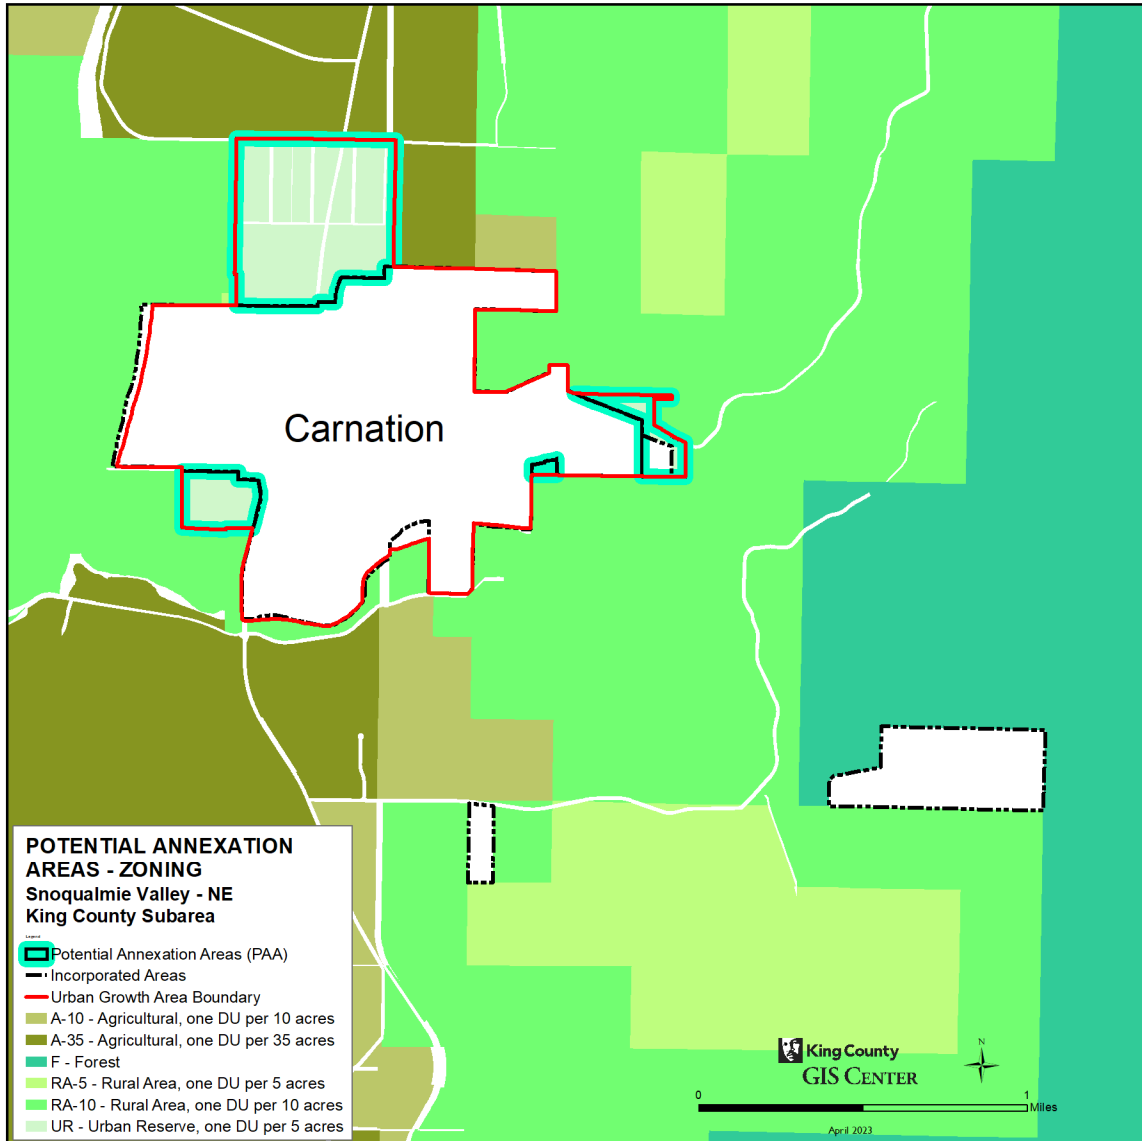 Carnation
POTENTIAL ANNEXATION
AREAS - ZONING
Snoqualmie Valley - NE
King County Subarea
Legend
Potential Annexation Areas (PAA)
Incorporated Areas
Urban Growth Area Boundary
A-10 - Agricultural, one DU per 10 acres
A-35 - Agricultural, one DU per 35 acres
F - Forest
RA-5 - Rural Area, one DU per 5 acres
RA-10 - Rural Area, one DU per 10 acres
UR - Urban Reserve, one DU per 5 acres
King County
GIS CENTER
N
0 1
Miles
April 2023